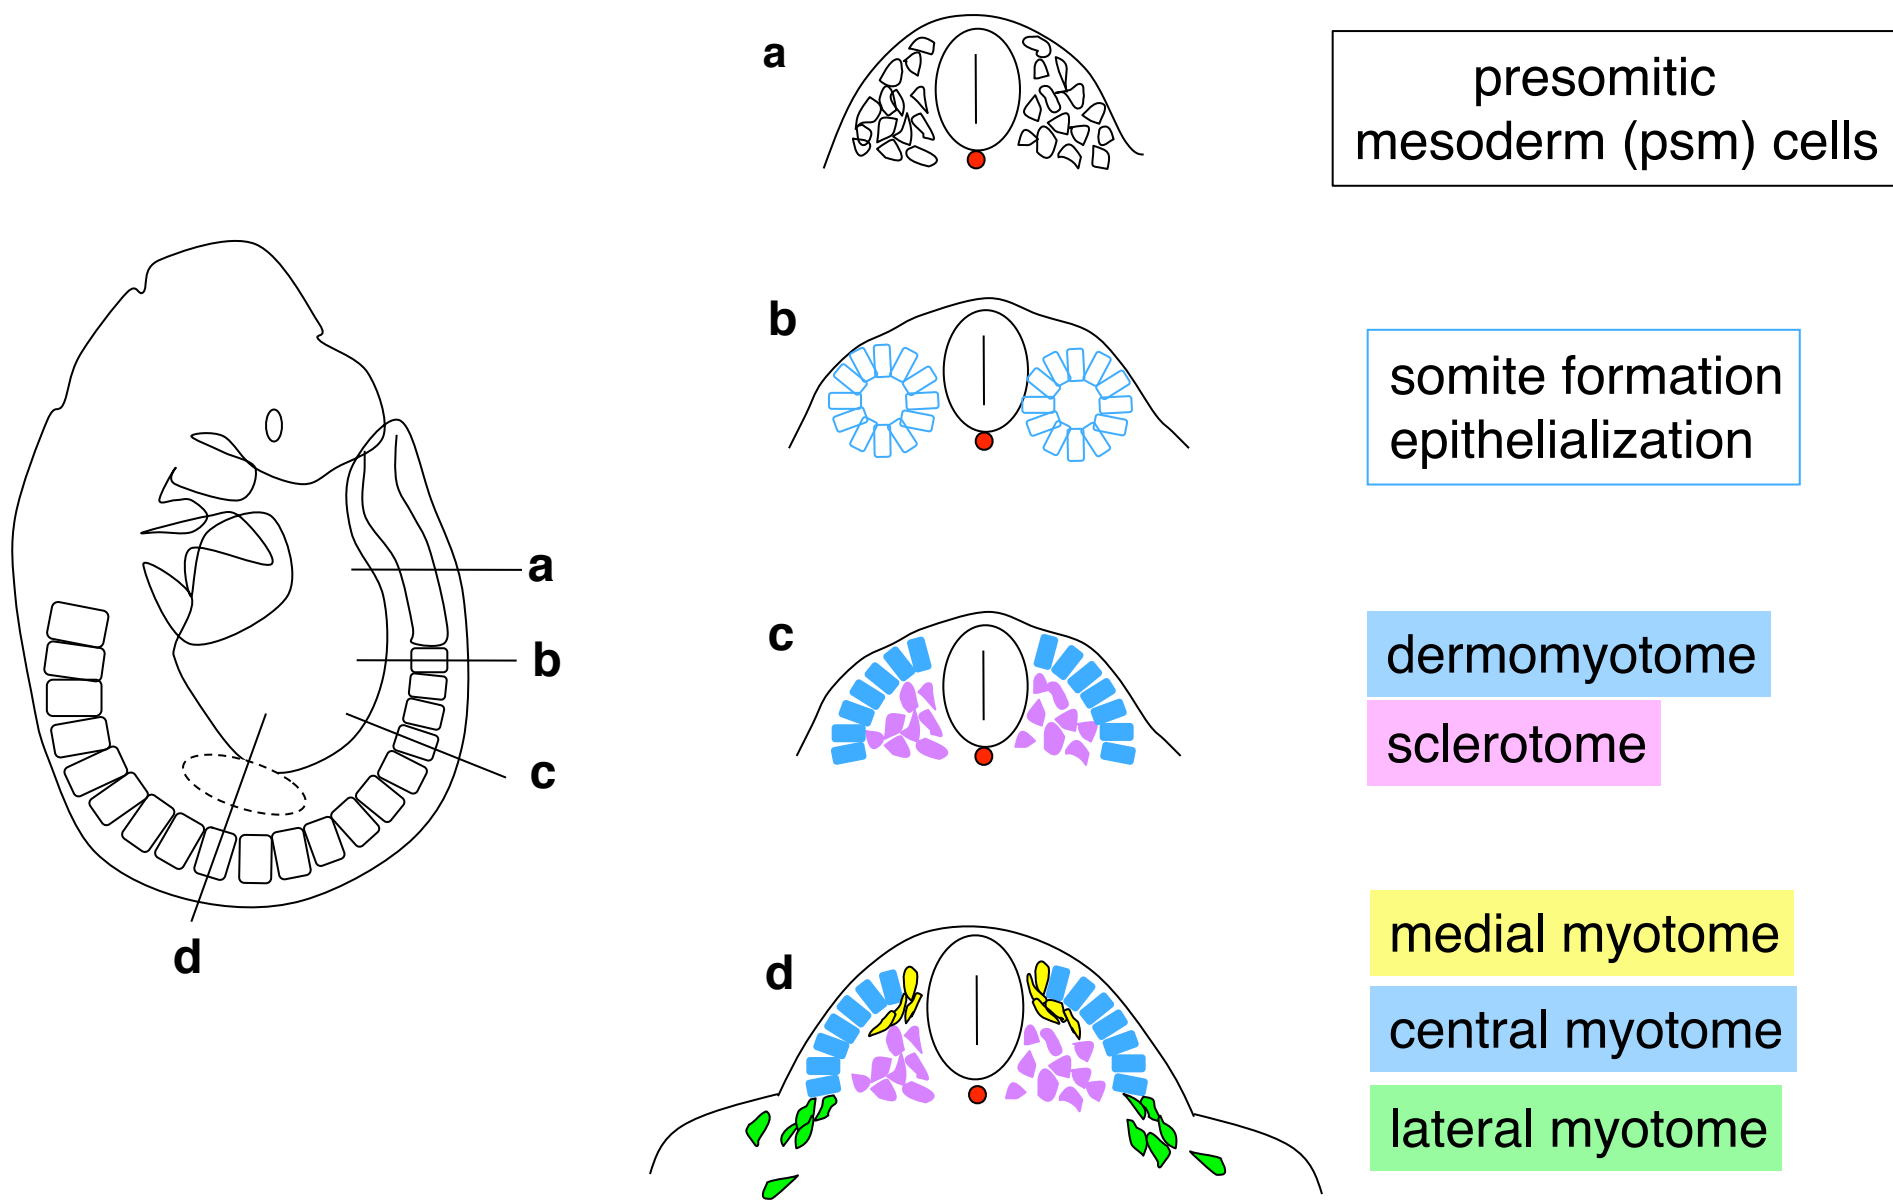 a
presomitic
mesoderm (psm) cells
b
somite formation
epithelialization
a
b
c
d
c
dermomyotome
sclerotome
d
medial myotome
central myotome
lateral myotome